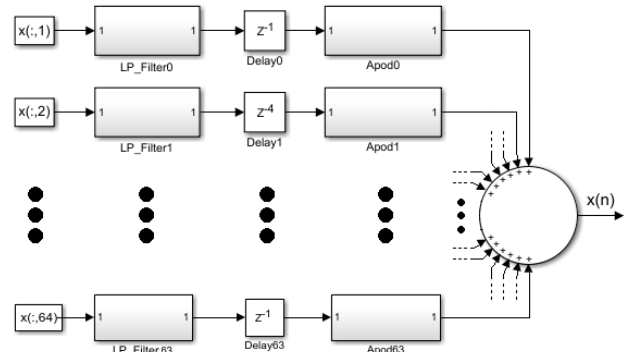 x(:,1) 1 1 z-1 1 1
LP_Filter0 Delay0 Apod0
x(:,2) 1 1 z-4 1 1
LP_Filter1 Delay1 Apod1
+ + + + + +
x(n)
+ + + + + +
x(:,64) 1 1 z-1 1 1
LP_Filter63 Delay63 Apod63